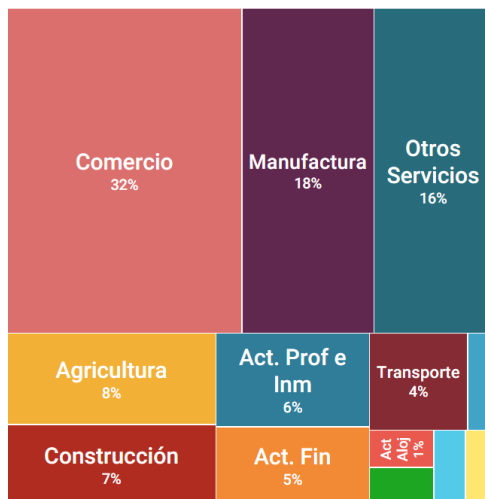 Comercio
32%
Manufactura
18%
Otros
Servicios
16%
Agricultura
8%
Act. Prof e
Inm
6%
Transporte
4%
Construcción
7%
Act. Fin
5%
Act
Aloj
1%